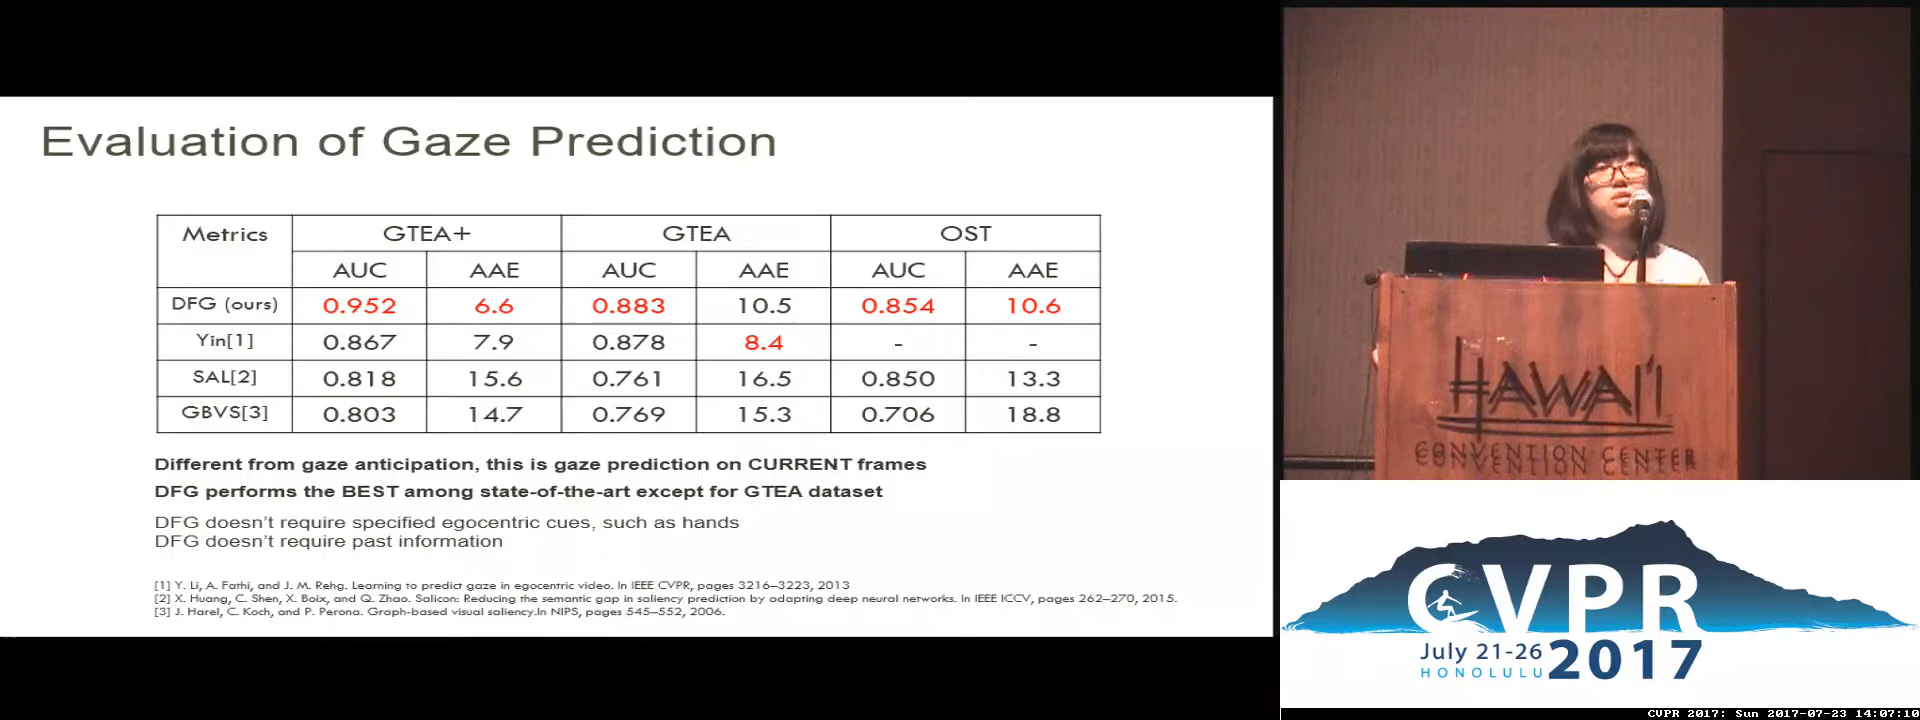 Evaluation of Gaze Prediction
Metrics GTEA+ GTEA OST
AUC AAE AUC AAE AUC AAE
DFG (ours) 0.952 6.6 0.883 10.5 0.854 10.6
Yin[1] 0.867 7.9 0.878 8.4 - -
SAL[2] 0.818 15.6 0.761 16.5 0.850 13.3
GBVS[3] 0.803 14.7 0.769 15.3 0.706 18.8
Different from gaze anticipation, this is gaze prediction on CURRENT frames
DFG performs the BEST among state-of-the-art except for GTEA dataset
DFG doesn't require specified egocentric cues, such as hands
DFG doesn't require past information
[1] Y. Li, A. Fathi, and J. M. Rehg. Learning to predict gaze in egocentric video. In IEEE CVPR, pages 3216–3223, 2013
[2] X. Huang, C. Shen, X. Boix, and Q. Zhao. Salicon: Reducing the semantic gap in saliency prediction by adapting deep neural networks. In IEEE ICCV, pages 262–270, 2015.
[3] J. Harel, C. Koch, and P. Perona. Graph-based visual saliency.In NIPS, pages 545–552, 2006.
HAWAI'I
CONVENTION CENTER
CVPR
July 21-26
HONOLULU
2017
CVPR 2017: Sun 2017-07-23 14:07:10